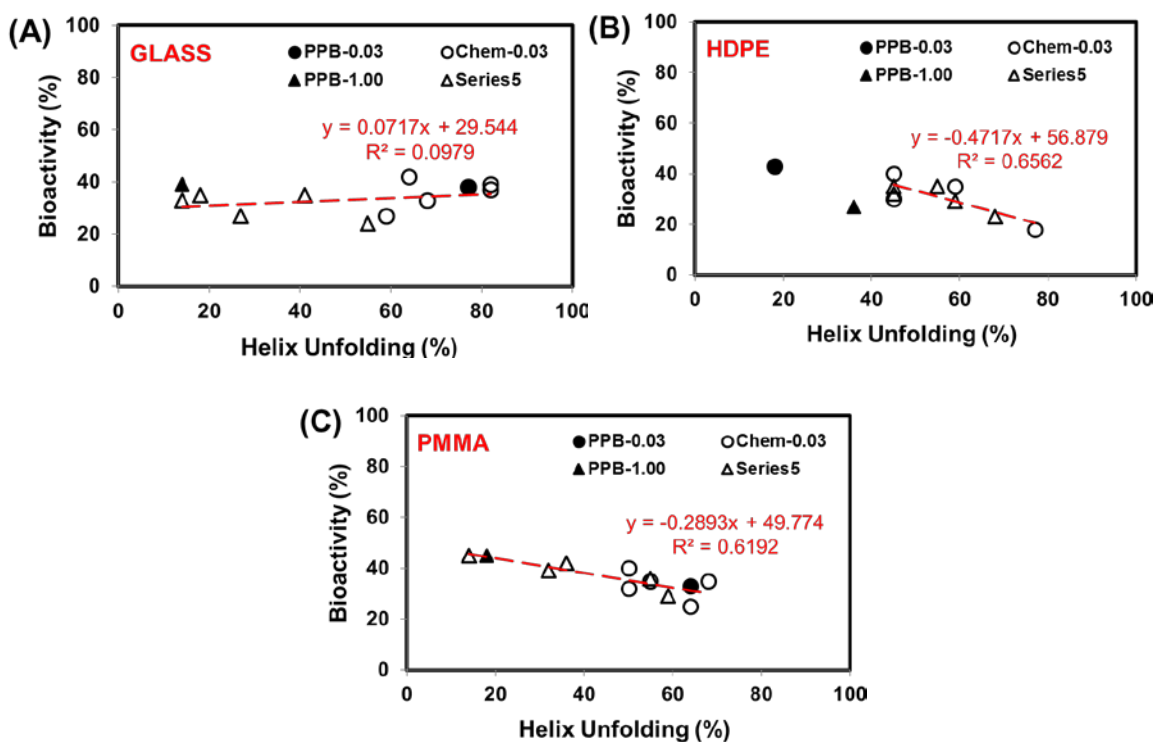 (A)
GLASS
PPB-0.03 Chem-0.03
PPB-1.00 Series5
y = 0.0717x + 29.544
R² = 0.0979
Bioactivity (%)
100
80
60
40
20
0
0 20 40 60 80 100
Helix Unfolding (%)
(B)
HDPE
PPB-0.03 Chem-0.03
PPB-1.00 Series5
y = -0.4717x + 56.879
R² = 0.6562
Bioactivity (%)
100
80
60
40
20
0
0 20 40 60 80 100
Helix Unfolding (%)
(C)
PMMA
PPB-0.03 Chem-0.03
PPB-1.00 Series5
y = -0.2893x + 49.774
R² = 0.6192
Bioactivity (%)
100
80
60
40
20
0
0 20 40 60 80 100
Helix Unfolding (%)